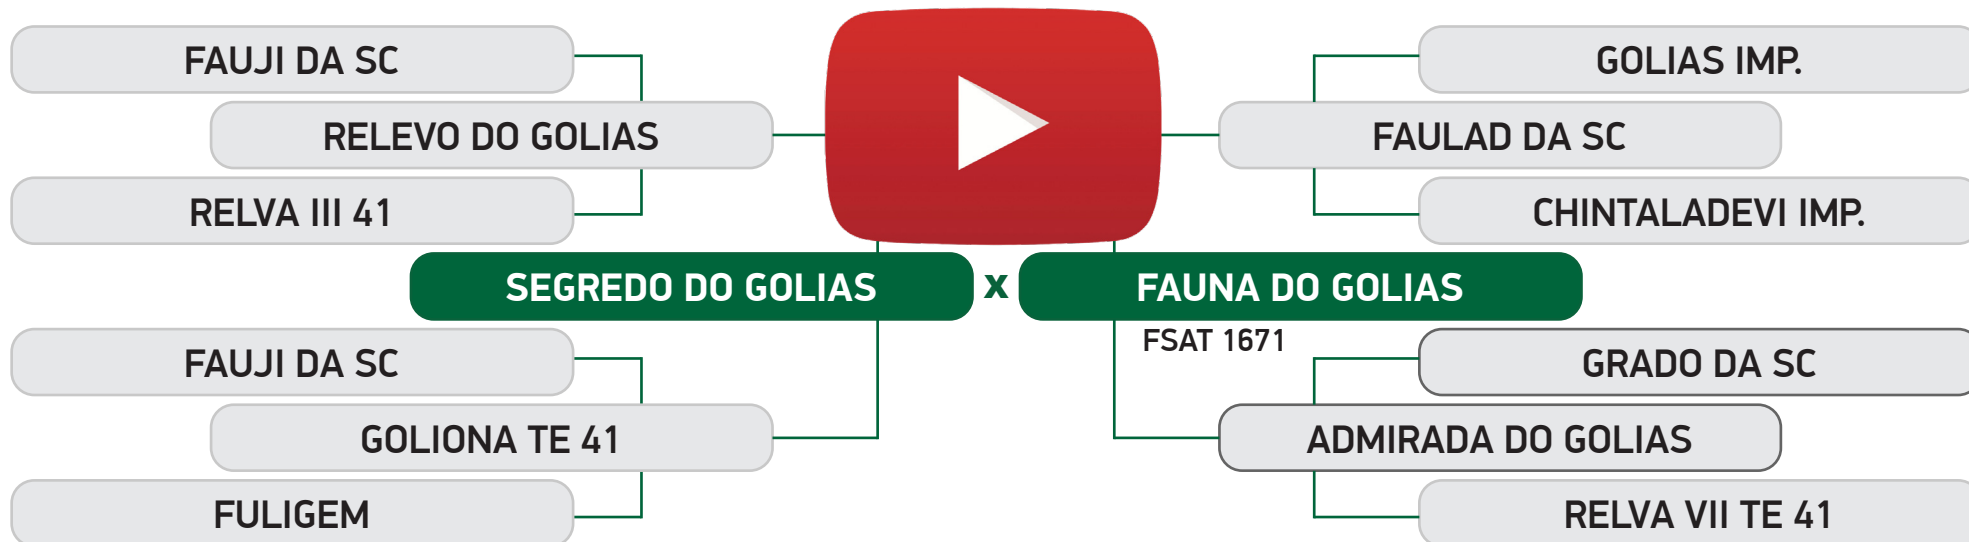 FAUJI DA SC
GOLIAS IMP.
RELEVO DO GOLIAS
FAULAD DA SC
RELVA III 41
CHINTALADEVI IMP.
SEGREDO DO GOLIAS x FAUNA DO GOLIAS
FSAT 1671
FAUJI DA SC
GRADO DA SC
GOLIONA TE 41
ADMIRADA DO GOLIAS
FULIGEM
RELVA VII TE 41